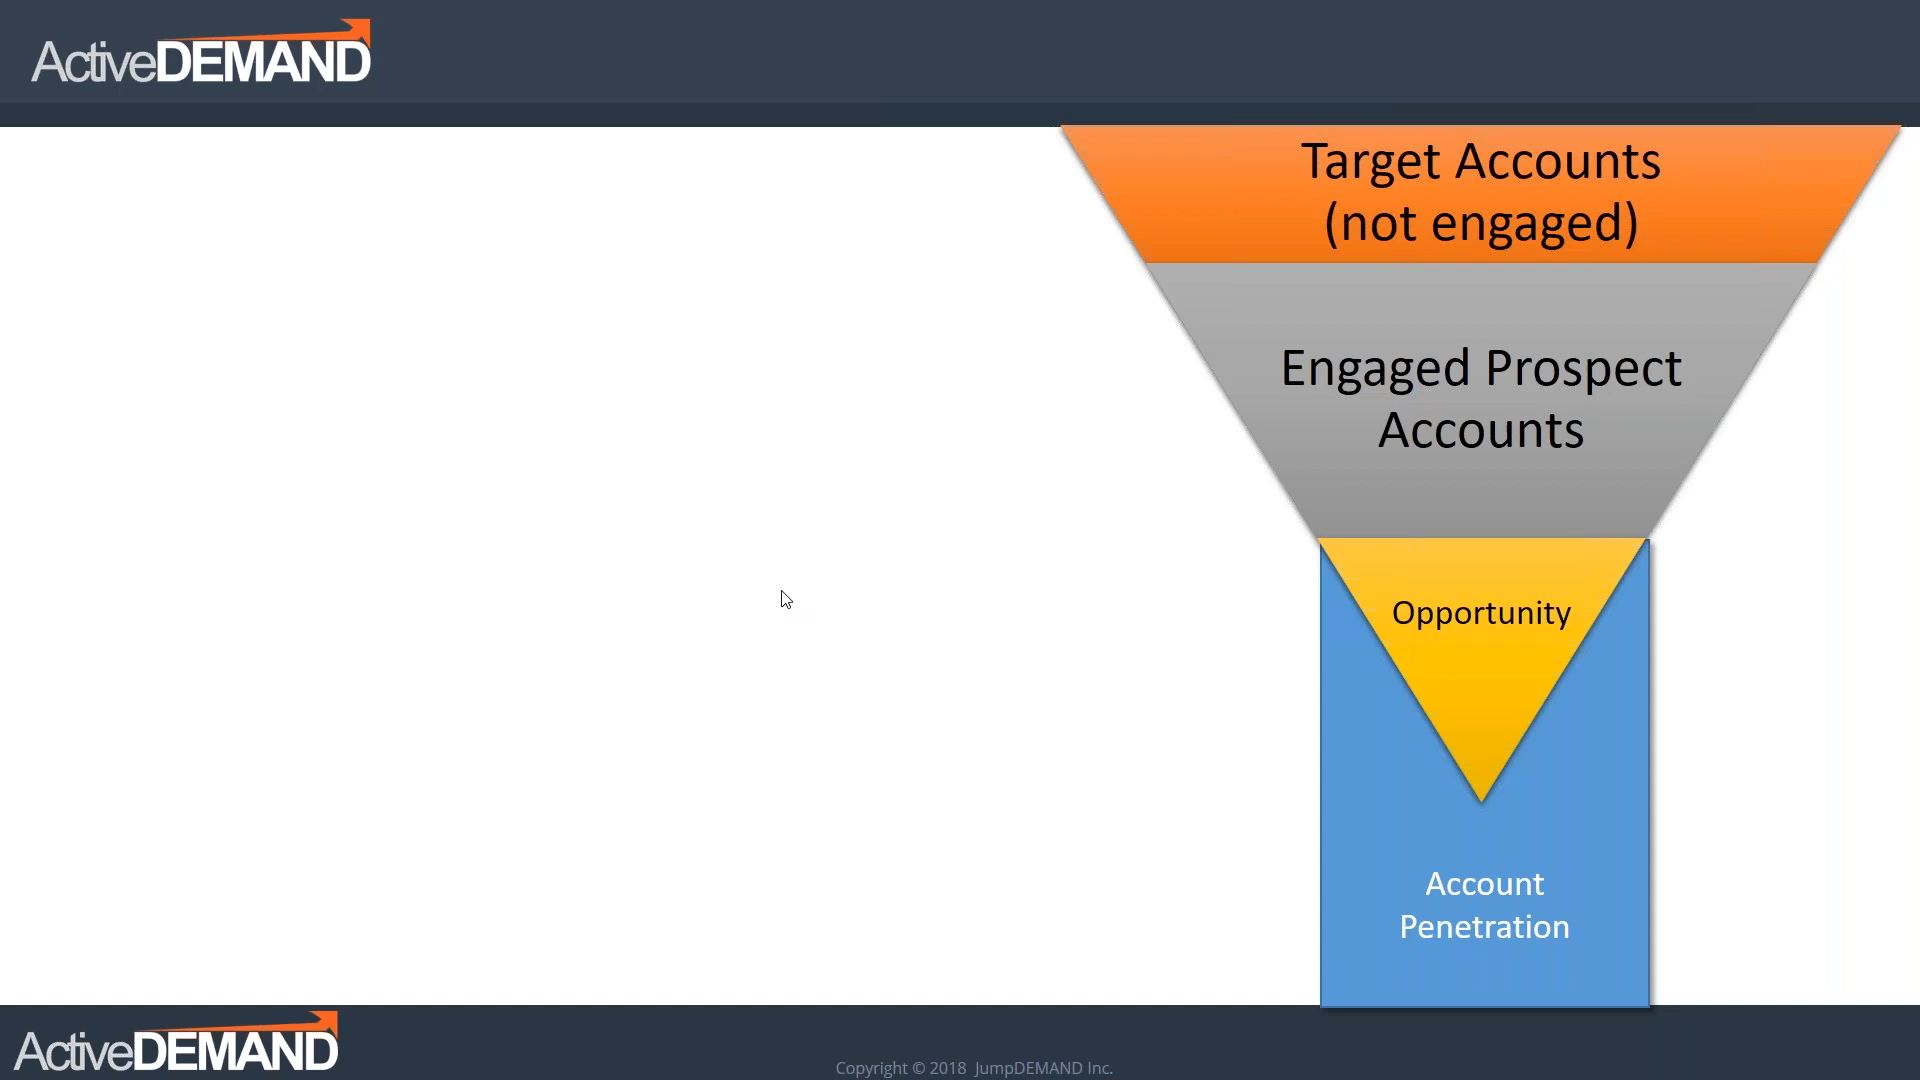 ActiveDEMAND
Target Accounts
(not engaged)
Engaged Prospect
Accounts
Opportunity
Account
Penetration
ActiveDEMAND
Copyright © 2018 JumpDEMAND Inc.